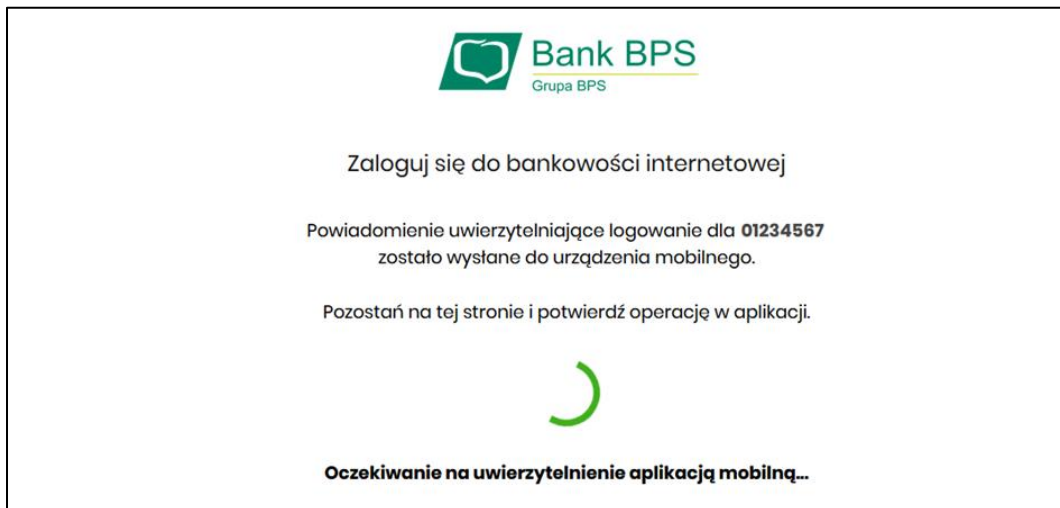 Bank BPS
Grupa BPS
Zaloguj się do bankowości internetowej
Powiadomienie uwierzytelniające logowanie dla 01234567
zostało wysłane do urządzenia mobilnego.
Pozostań na tej stronie i potwierdź operację w aplikacji.
Oczekiwanie na uwierzytelnienie aplikacją mobilną...